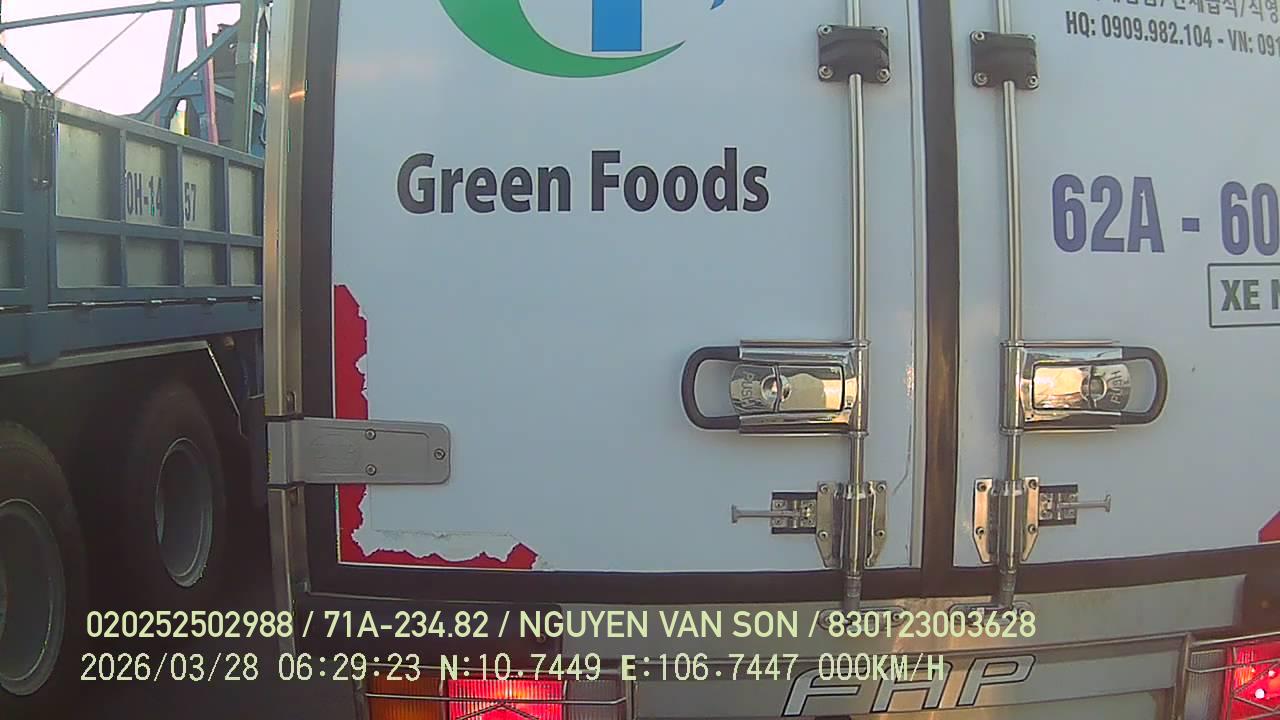 HQ: 0909.982.104 - VN: 091
Green Foods
62A - 60
XE
PUSH
PUSH
020252502988 / 71A-234.82 / NGUYEN VAN SON / 830123003628
2026/03/28 06:29:23 N:10.7449 E:106.7447 000KM/H
FHP